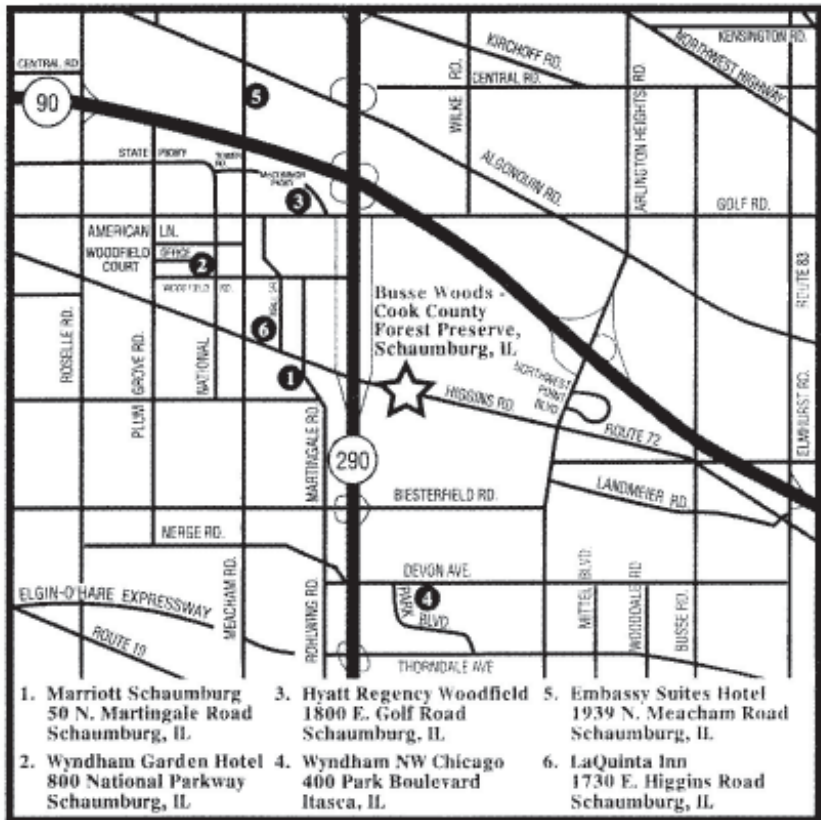 KENSINGTON RD.
KIRCHOFF RD.
NORTHWEST HIGHWAY
CENTRAL RD.
CENTRAL RD.
WILKE RD.
ARLINGTON HEIGHTS RD.
90
5
ALGONQUIN RD.
STATE PKWY
3
GOLF RD.
AMERICAN LN.
WOODFIELD COURT
OFFICE
2
WOODFIELD RD.
ROUTE 83
Busse Woods -
Cook County
Forest Preserve,
Schaumburg, IL
6
ROSELLE RD.
PLUM GROVE RD.
NATIONAL
1
NORTHWEST
POINT
BLVD.
HIGGINS RD.
ROUTE 72
ELMHURST RD.
MARTINGALE RD.
290
BIESTERFIELD RD.
LANDMEIER RD.
NERGE RD.
DEVON AVE.
MEACHAM RD.
ROHLWING RD.
ELGIN-O'HARE EXPRESSWAY
ROUTE 19
4
PARK BLVD
MITTEL BLVD.
WOODDALE RD
BUSSE RD.
THORNDALE AVE
1. Marriott Schaumburg
50 N. Martingale Road
Schaumburg, IL
2. Wyndham Garden Hotel
800 National Parkway
Schaumburg, IL
3. Hyatt Regency Woodfield
1800 E. Golf Road
Schaumburg, IL
4. Wyndham NW Chicago
400 Park Boulevard
Itasca, IL
5. Embassy Suites Hotel
1939 N. Meacham Road
Schaumburg, IL
6. LaQuinta Inn
1730 E. Higgins Road
Schaumburg, IL